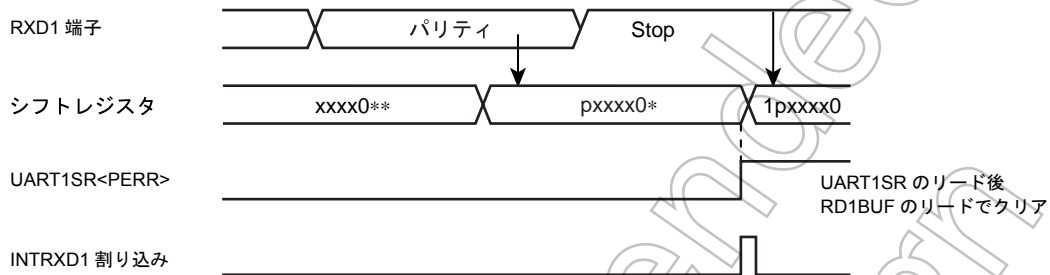 RXD1 端子
パリティ
Stop
シフトレジスタ
xxxx0**
pxxxx0*
1pxxxx0
UART1SR<PERR>
UART1SR のリード後
RD1BUF のリードでクリア
INTRXD1 割り込み